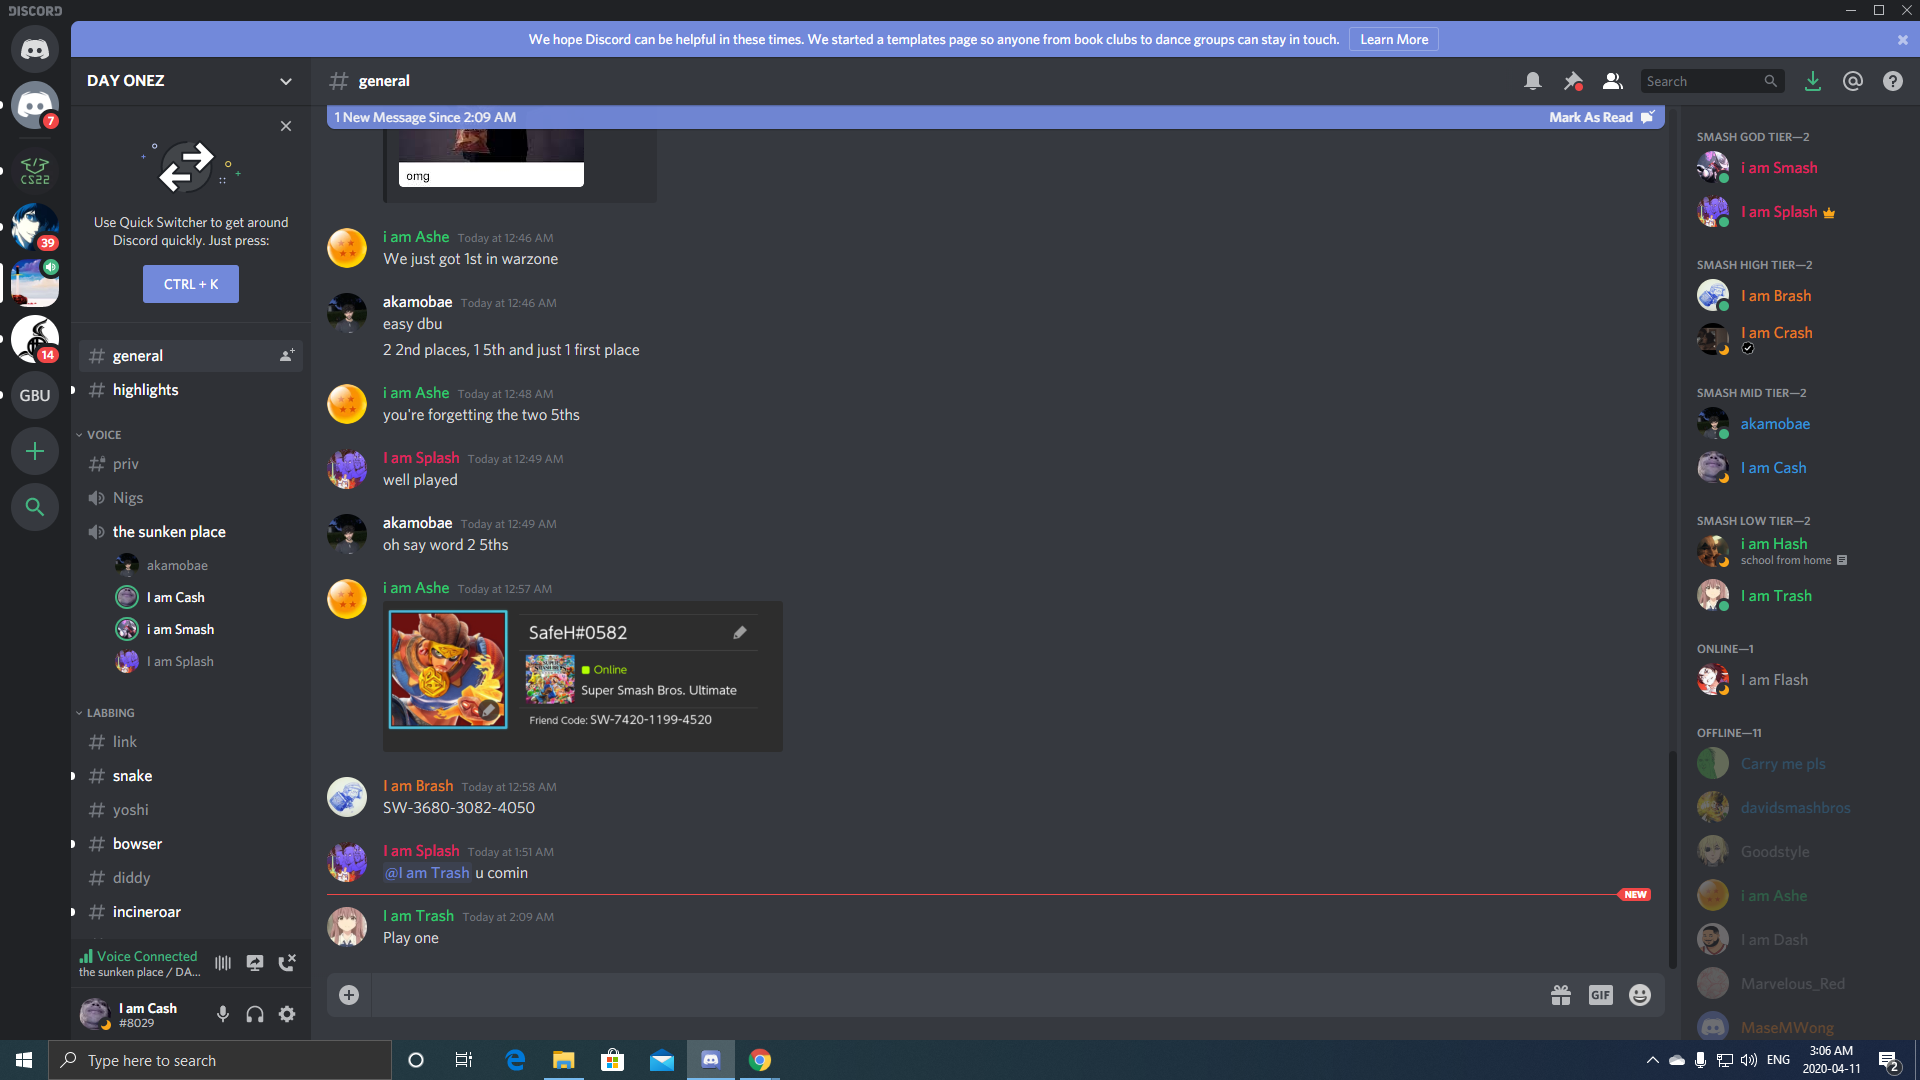 DISCORD
We hope Discord can be helpful in these times. We started a templates page so anyone from book clubs to dance groups can stay in touch.
Learn More
7
CS22
39
14
GBU
DAY ONEZ
Use Quick Switcher to get around
Discord quickly. Just press:
CTRL + K
general
highlights
VOICE
priv
Nigs
the sunken place
akamobae
I am Cash
i am Smash
I am Splash
LABBING
link
snake
yoshi
bowser
diddy
incineroar
Voice Connected
the sunken place / DA...
I am Cash
#8029
general
Search
1 New Message Since 2:09 AM
Mark As Read
omg
i am Ashe Today at 12:46 AM
We just got 1st in warzone
akamobae Today at 12:46 AM
easy dbu
2 2nd places, 1 5th and just 1 first place
i am Ashe Today at 12:48 AM
you're forgetting the two 5ths
I am Splash Today at 12:49 AM
well played
akamobae Today at 12:49 AM
oh say word 2 5ths
i am Ashe Today at 12:57 AM
SafeH#0582
Online
Super Smash Bros. Ultimate
Friend Code: SW-7420-1199-4520
I am Brash Today at 12:58 AM
SW-3680-3082-4050
I am Splash Today at 1:51 AM
@I am Trash u comin
NEW
I am Trash Today at 2:09 AM
Play one
GIF
SMASH GOD TIER—2
i am Smash
I am Splash
SMASH HIGH TIER—2
I am Brash
I am Crash
SMASH MID TIER—2
akamobae
I am Cash
SMASH LOW TIER—2
i am Hash
school from home
I am Trash
ONLINE—1
I am Flash
OFFLINE—11
Carry me pls
davidsmashbros
Goodstyle
i am Ashe
I am Dash
Marvelous_Red
MaseMWong
Type here to search
ENG
3:06 AM
2020-04-11
2